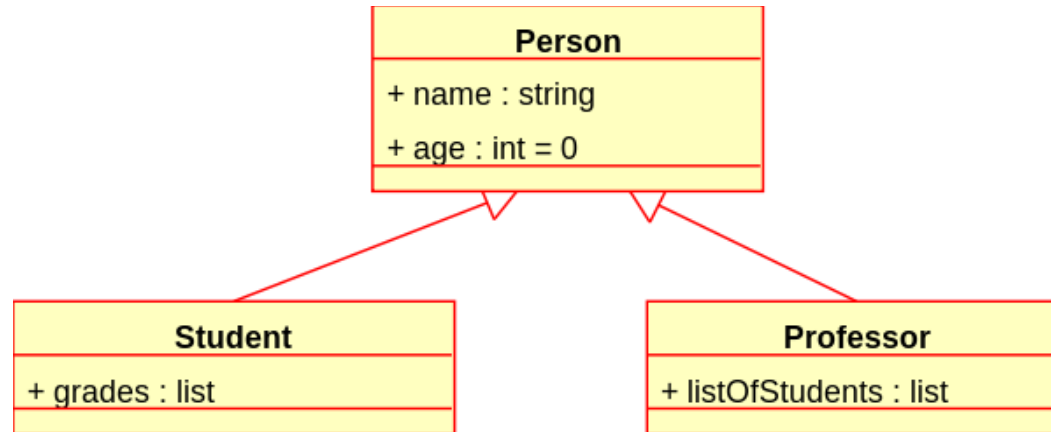 Person
+ name : string
+ age : int = 0
Student
+ grades : list
Professor
+ listOfStudents : list